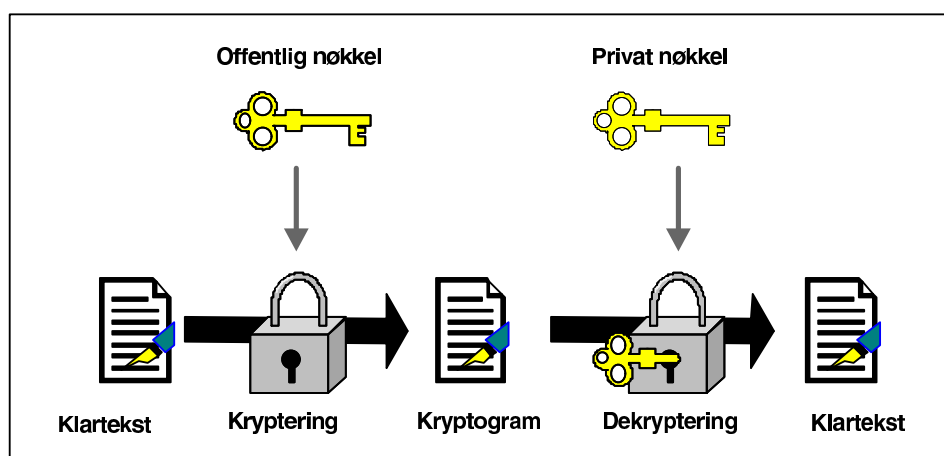 Offentlig nøkkel
Privat nøkkel
Klartekst
Kryptering
Kryptogram
Dekryptering
Klartekst